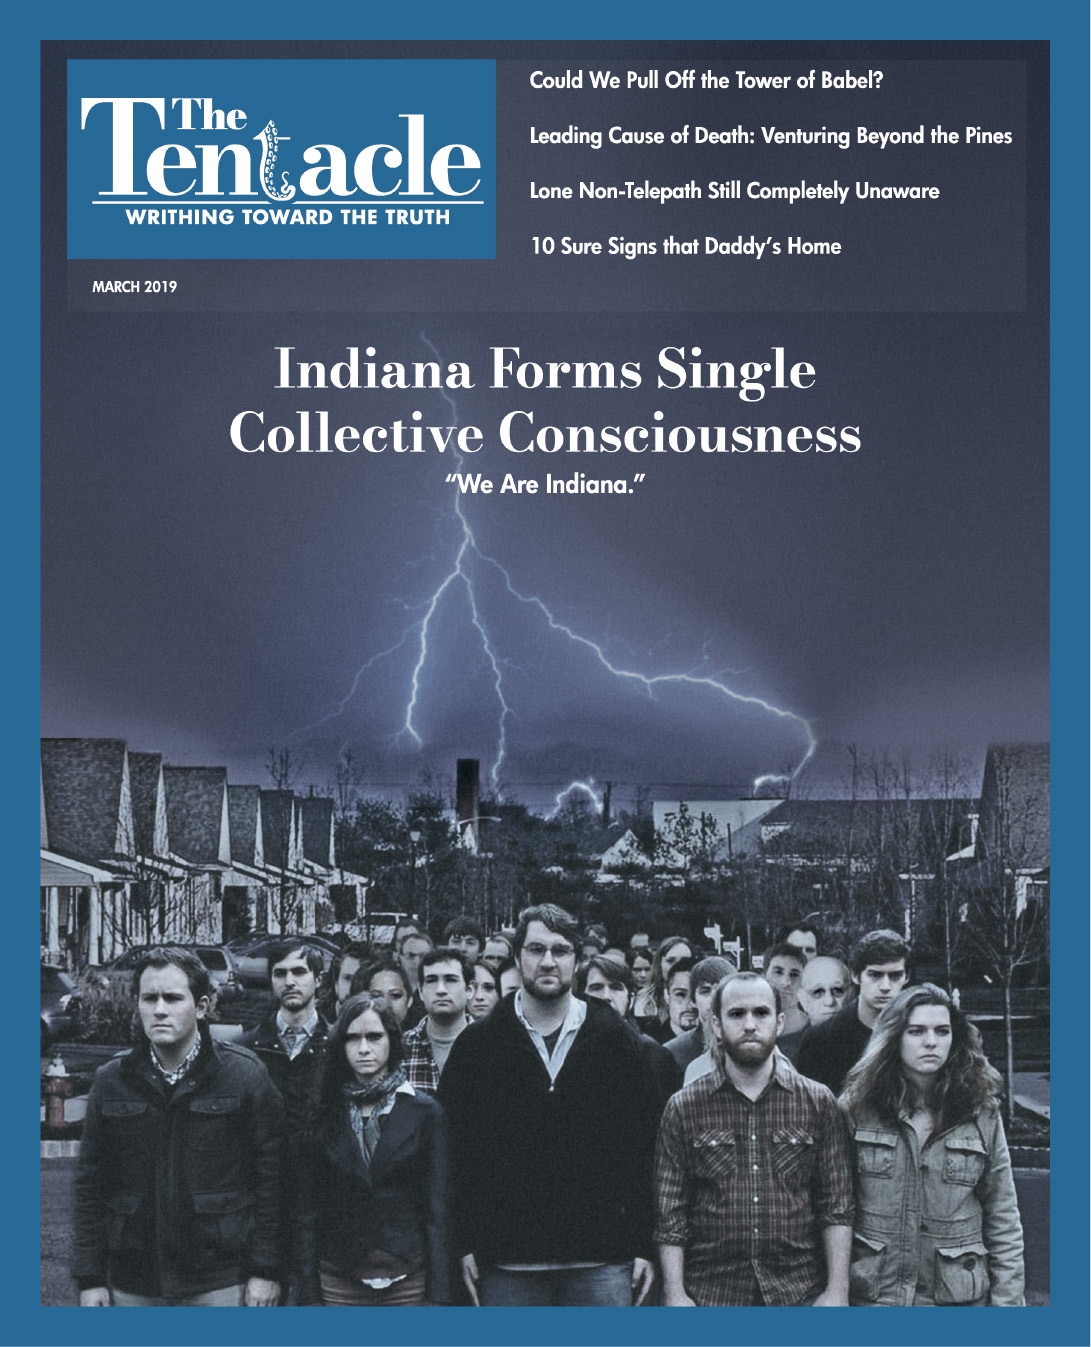 The
Tentacle
WRITHING TOWARD THE TRUTH
MARCH 2019
Could We Pull Off the Tower of Babel?
Leading Cause of Death: Venturing Beyond the Pines
Lone Non-Telepath Still Completely Unaware
10 Sure Signs that Daddy’s Home
Indiana Forms Single
Collective Consciousness
“We Are Indiana.”